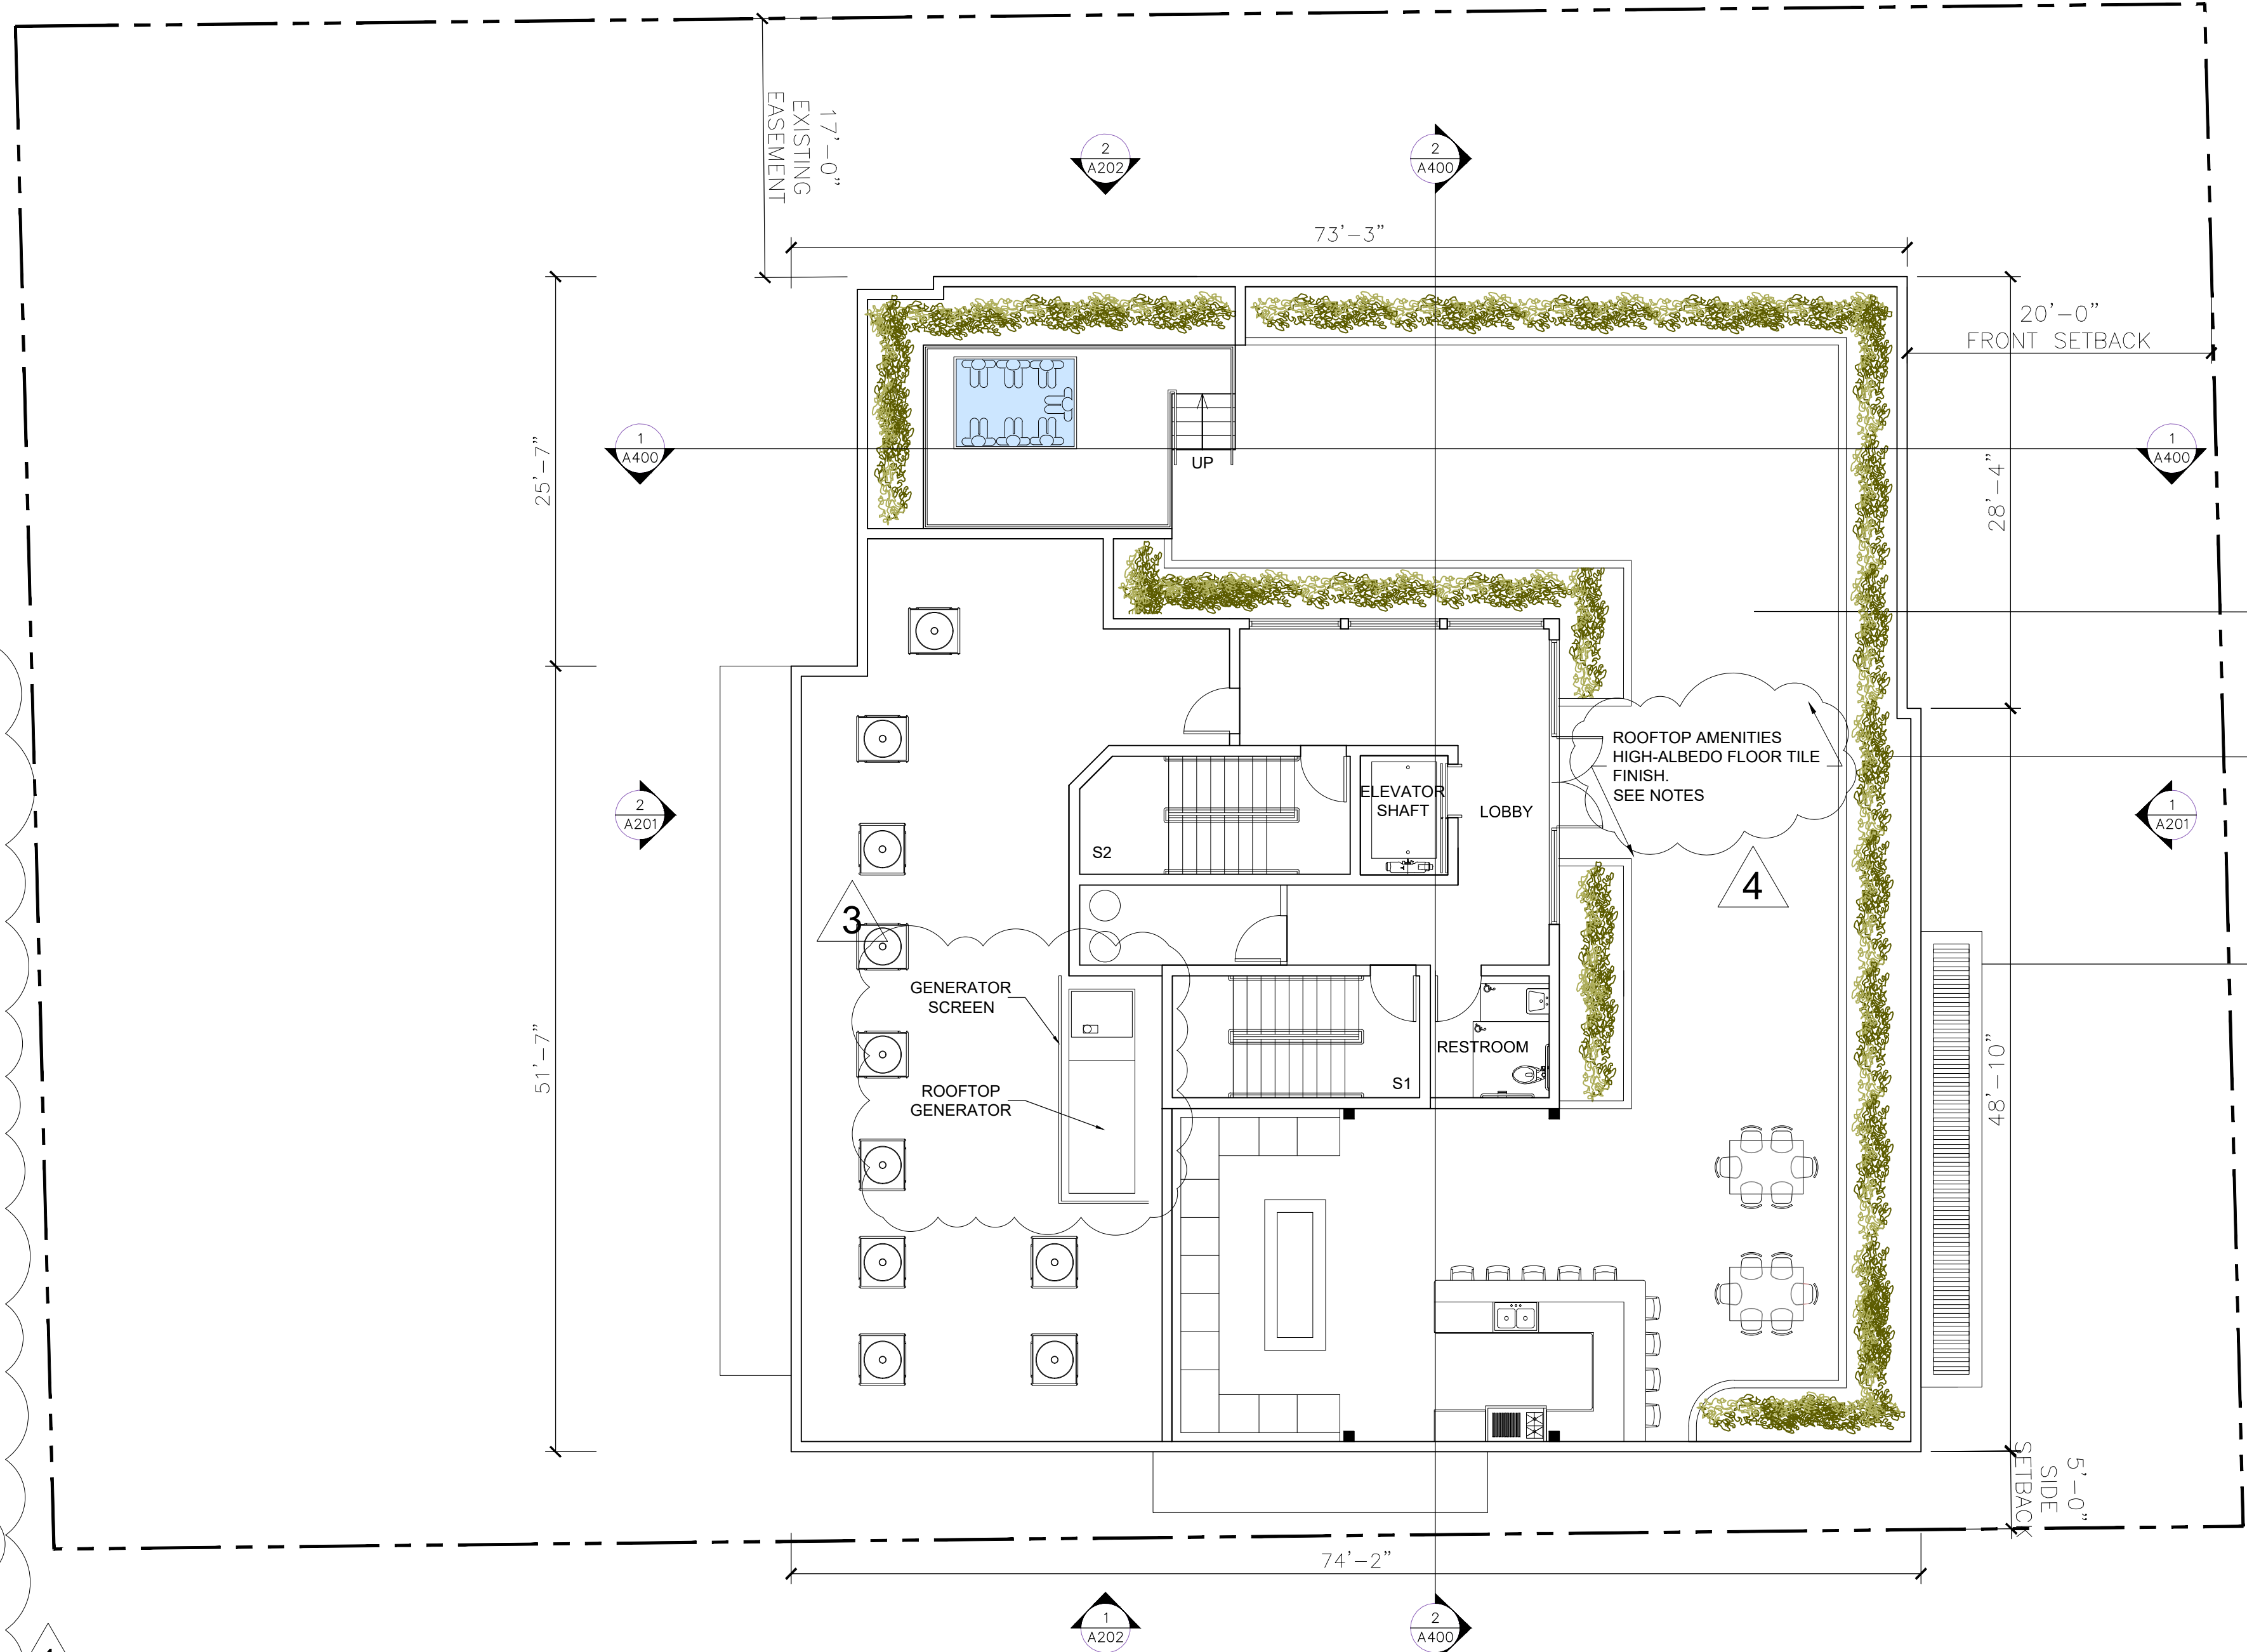 17'-0"
EXISTING
EASEMENT
2
A202
2
A400
73'-3"
20'-0"
FRONT SETBACK
1
A400
25'-7"
UP
28'-4"
1
A400
ROOFTOP AMENITIES
HIGH-ALBEDO FLOOR TILE
FINISH.
SEE NOTES
2
A201
ELEVATOR
SHAFT
LOBBY
1
A201
S2
3
4
GENERATOR
SCREEN
51'-7"
ROOFTOP
GENERATOR
RESTROOM
S1
48'-10"
5'-0"
SIDE
SETBACK
74'-2"
1
A202
2
A400